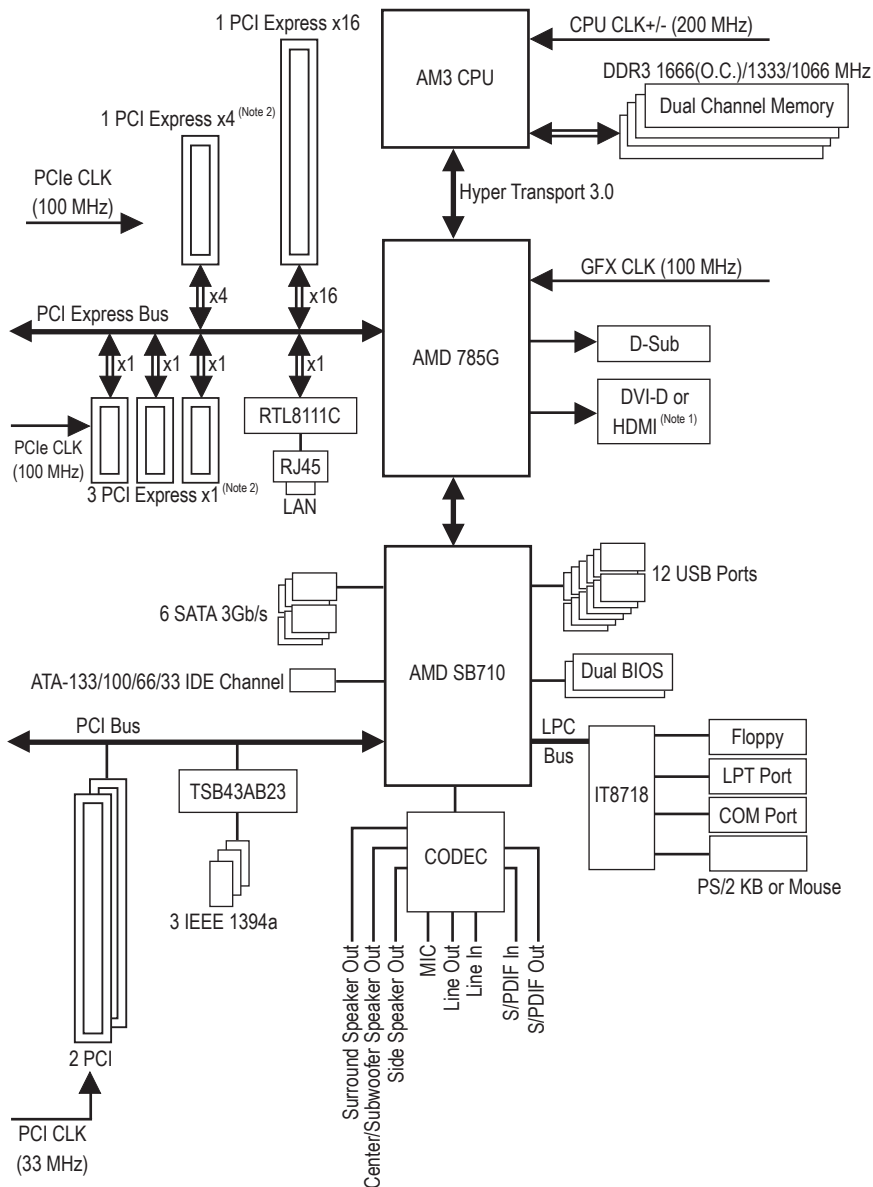 1 PCI Express x16
CPU CLK+/- (200 MHz)
AM3 CPU
DDR3 1666(O.C.)/1333/1066 MHz
Dual Channel Memory
1 PCI Express x4 (Note 2)
PCIe CLK
(100 MHz)
Hyper Transport 3.0
x4
x16
GFX CLK (100 MHz)
PCI Express Bus
AMD 785G
D-Sub
x1
x1
x1
x1
DVI-D or
HDMI (Note 1)
RTL8111C
PCIe CLK
(100 MHz)
RJ45
3 PCI Express x1 (Note 2)
LAN
12 USB Ports
6 SATA 3Gb/s
AMD SB710
Dual BIOS
ATA-133/100/66/33 IDE Channel
PCI Bus
LPC
Bus
Floppy
TSB43AB23
IT8718
LPT Port
COM Port
CODEC
PS/2 KB or Mouse
3 IEEE 1394a
Surround Speaker Out
Center/Subwoofer Speaker Out
Side Speaker Out
MIC
Line Out
Line In
S/PDIF In
S/PDIF Out
2 PCI
PCI CLK
(33 MHz)